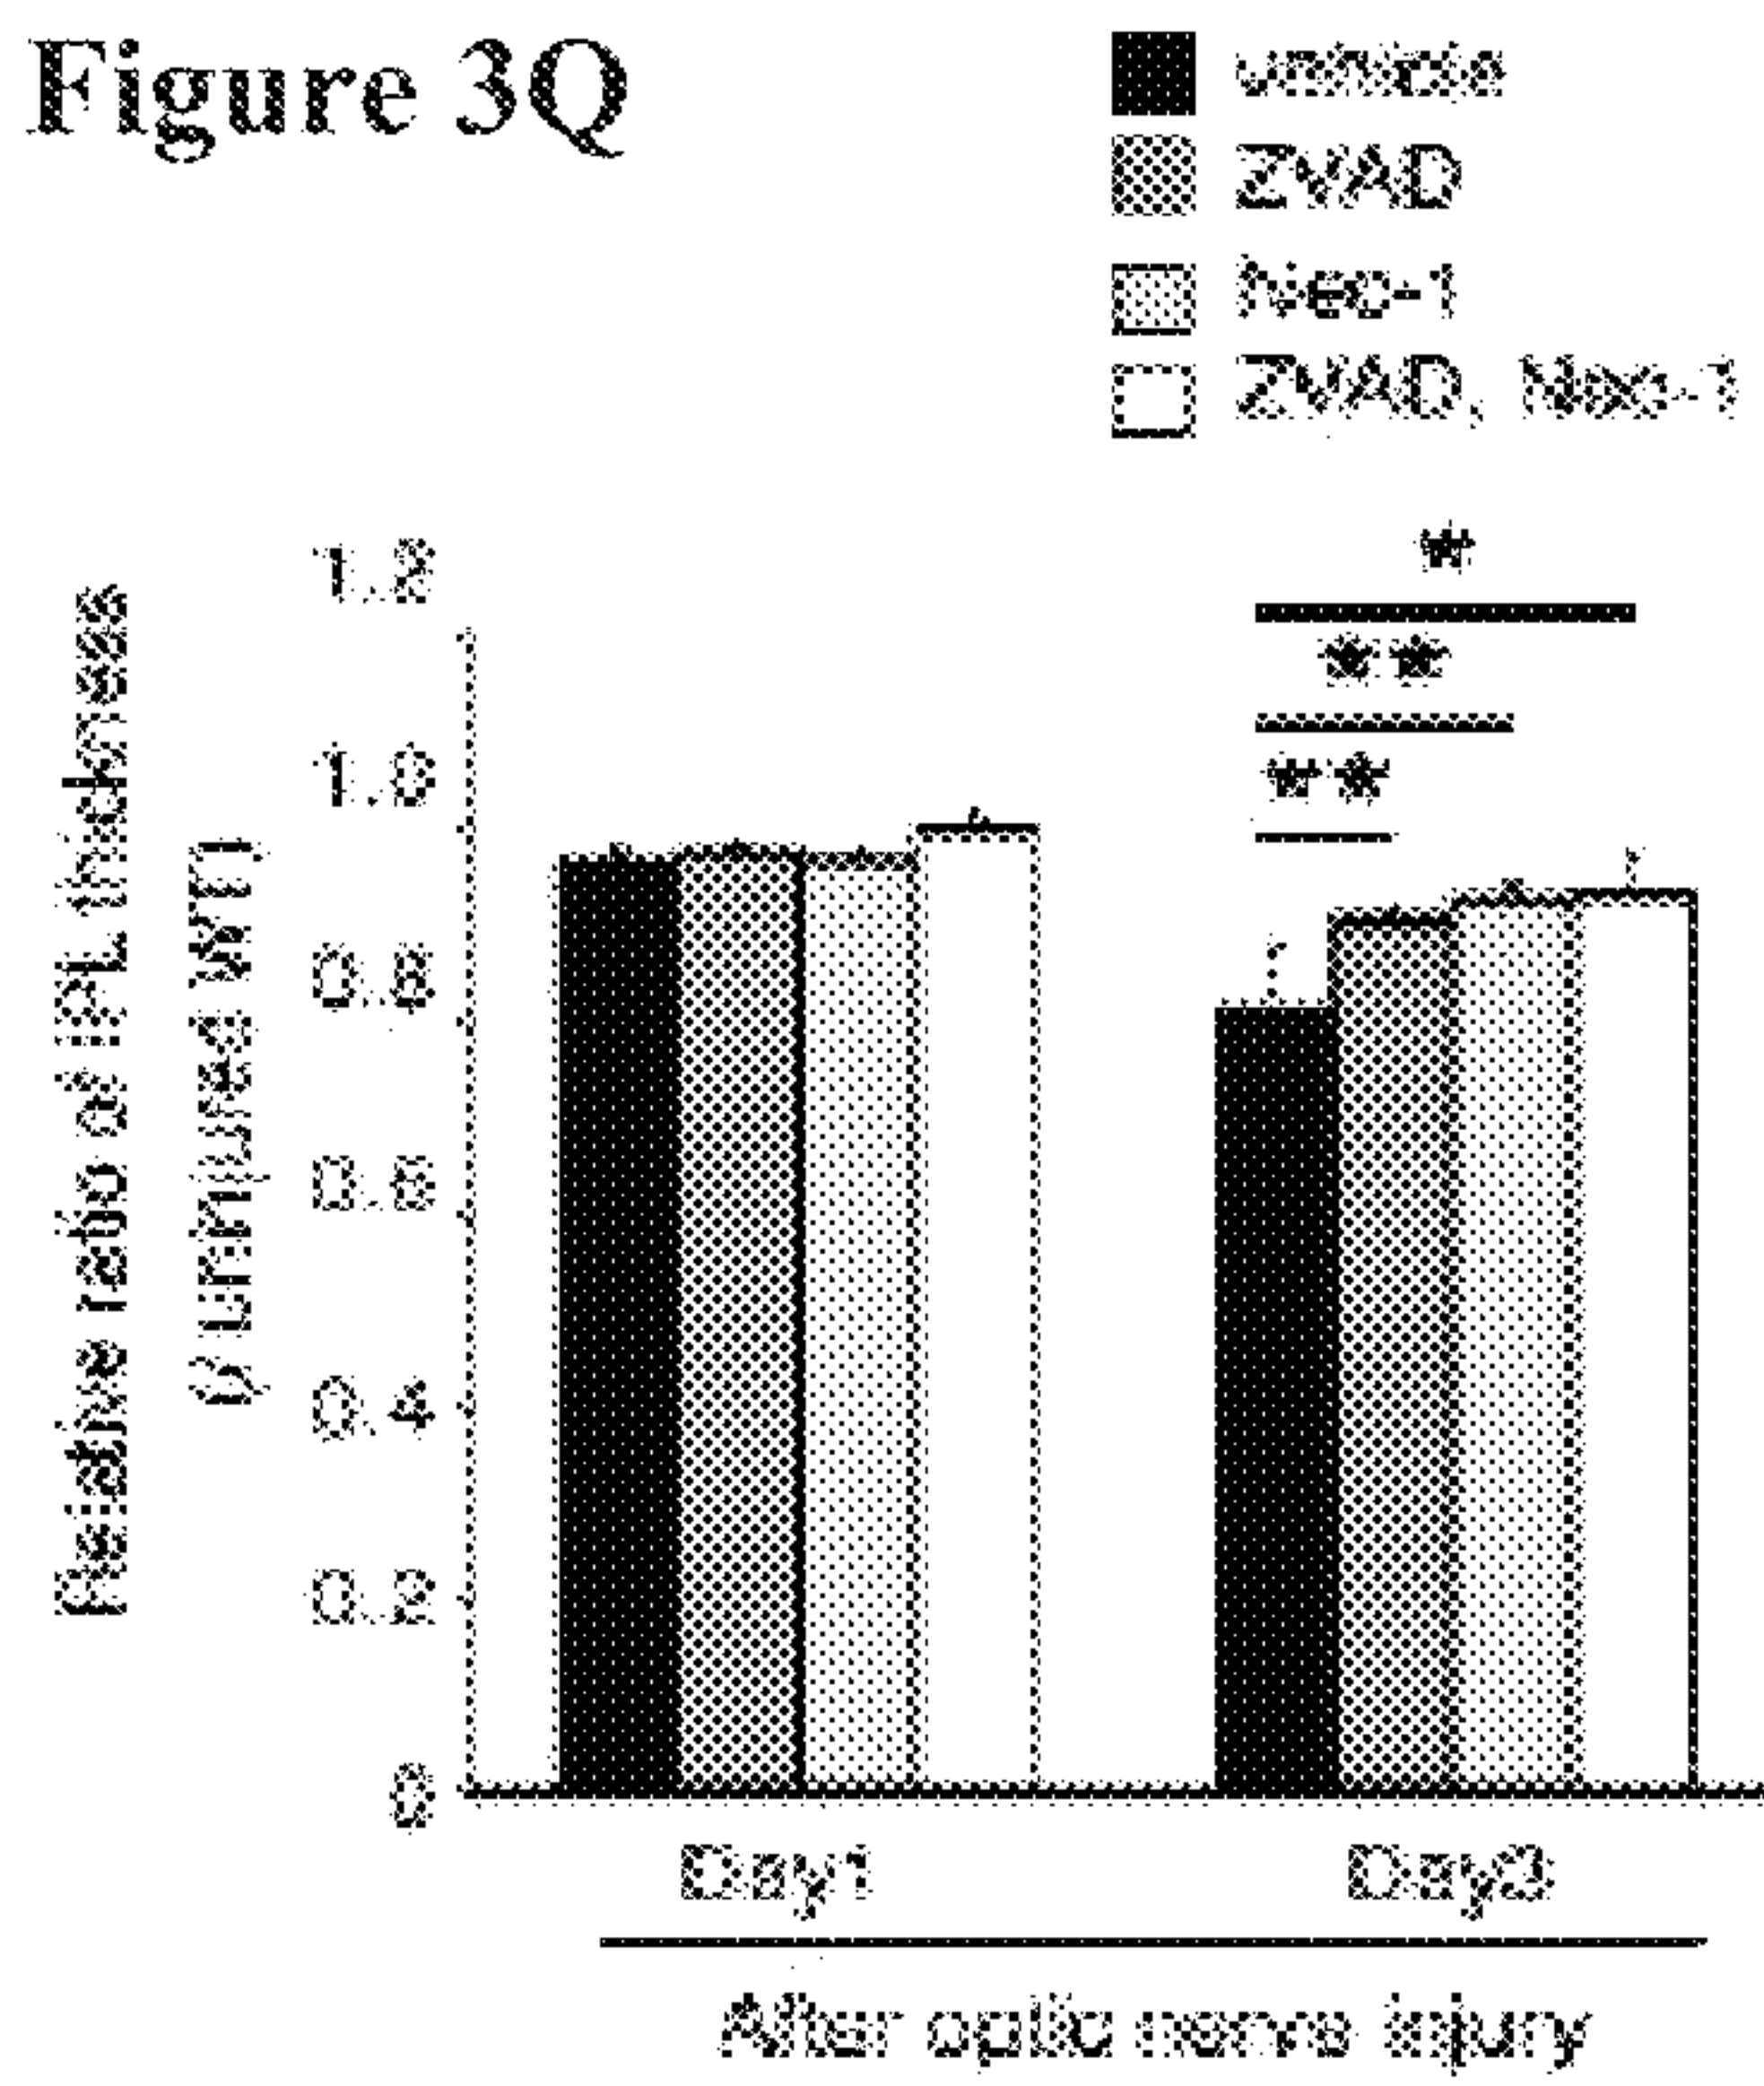 Figure 3Q
vehicle
ZVAD
Nec-1
ZVAD, Nec-1
Relative ratio of IPL thickness
(/ uninjured WT)
1.2
1.0
0.8
0.6
0.4
0.2
0
*
**
**
Day1
Day3
After optic nerve injury